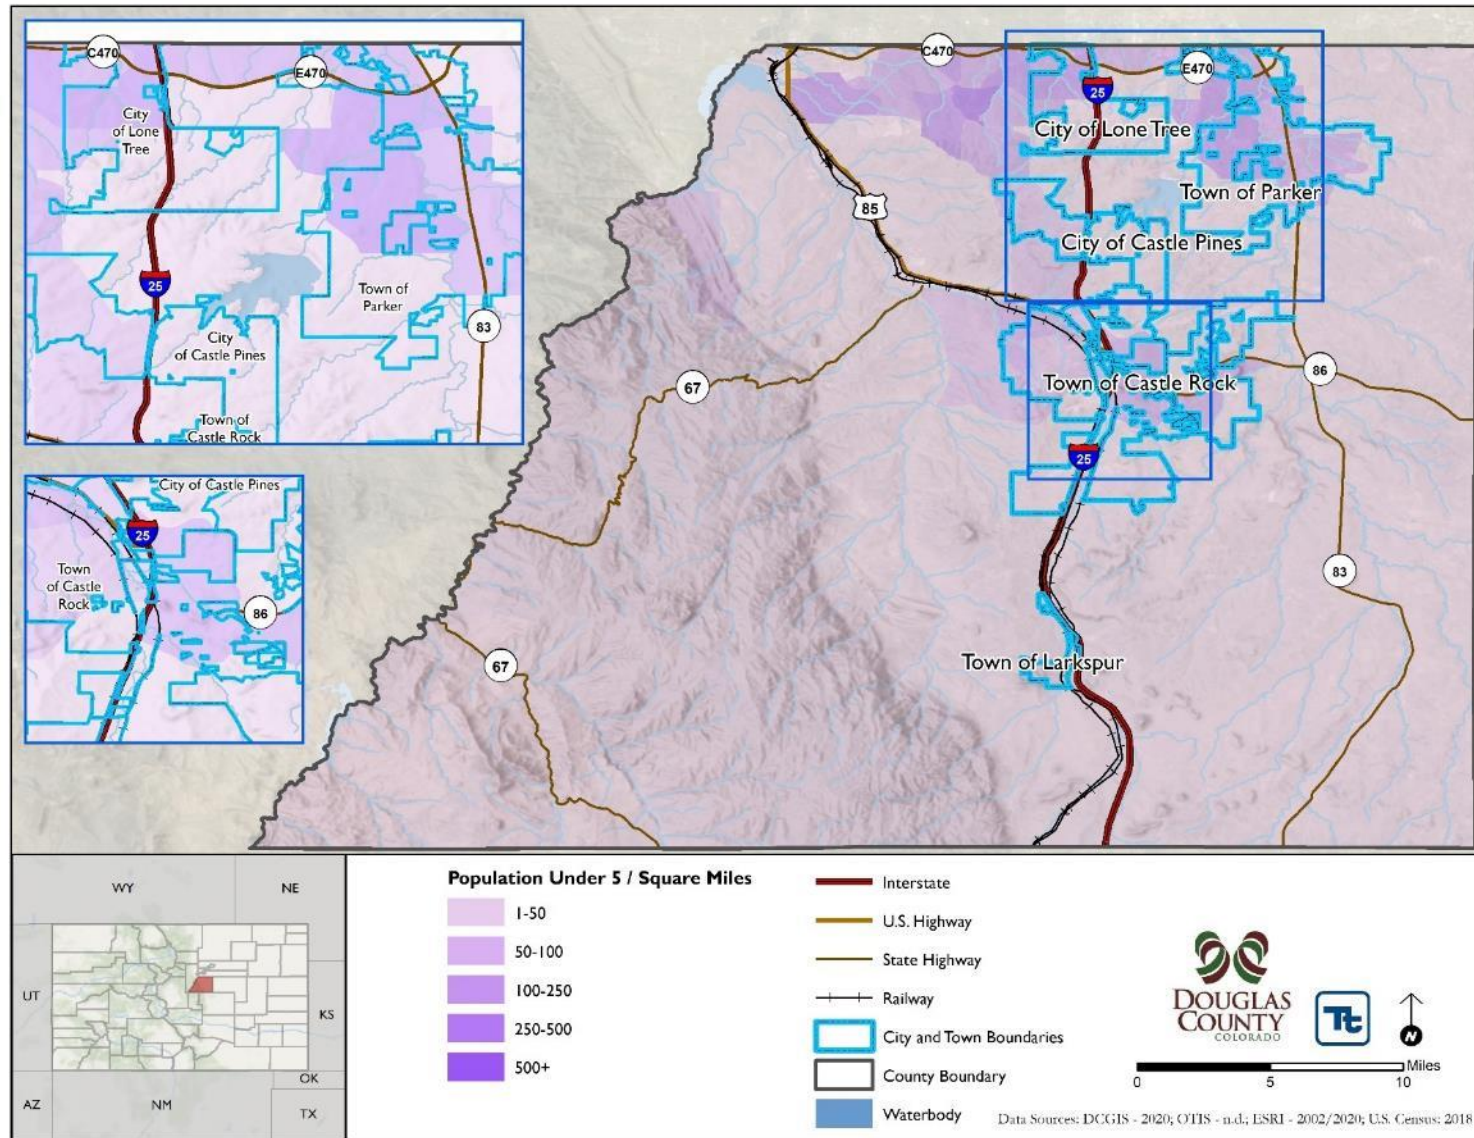 C470
E470
City
of Lone
Tree
25
Town of
Parker
83
City
of Castle Pines
Town of
Castle Rock
City of Castle Pines
25
Town
of Castle
Rock
86
C470
E470
25
City of Lone Tree
Town of Parker
85
City of Castle Pines
67
Town of Castle Rock
86
25
83
67
Town of Larkspur
WY
NE
UT
KS
OK
AZ
NM
TX
Population Under 5 / Square Miles
1-50
50-100
100-250
250-500
500+
Interstate
U.S. Highway
State Highway
Railway
City and Town Boundaries
County Boundary
Waterbody
DOUGLAS
COUNTY
COLORADO
Tt
N
Miles
0 5 10
Data Sources: DCGIS - 2020; OTIS - n.d.; ESRI - 2002/2020; U.S. Census: 2018